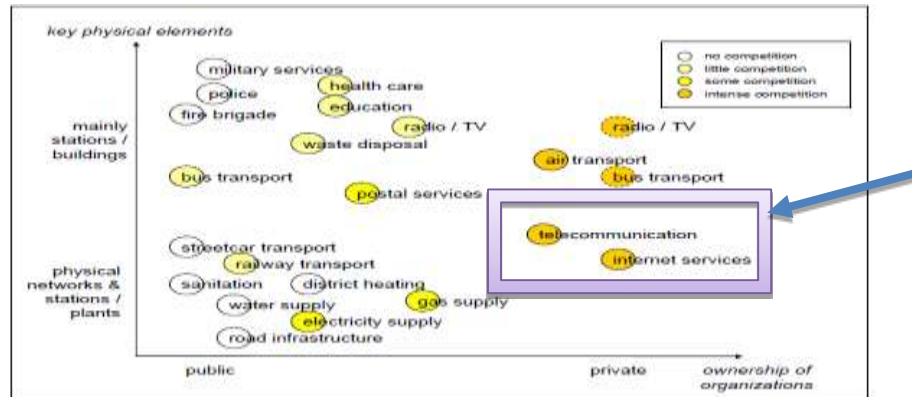 key physical elements
no competition
little competition
some competition
intense competition
military services
health care
police
education
fire brigade
mainly
stations /
buildings
radio / TV
radio / TV
waste disposal
air transport
bus transport
bus transport
postal services
telecommunication
streetcar transport
railway transport
internet services
physical
networks &
stations /
plants
sanitation
district heating
water supply
gas supply
electricity supply
road infrastructure
public
private
ownership of
organizations